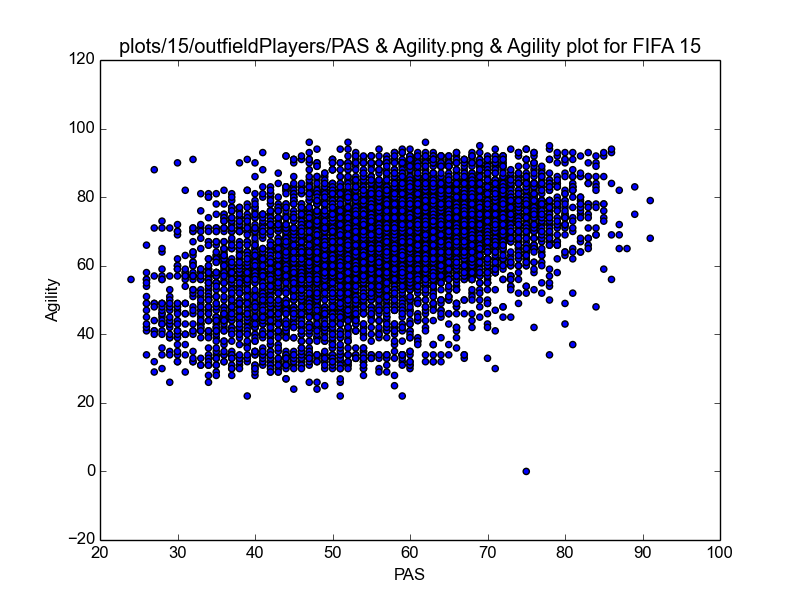 plots/15/outfieldPlayers/PAS & Agility.png & Agility plot for FIFA 15
120
100
80
60
40
20
0
−20
Agility
20 30 40 50 60 70 80 90 100
PAS